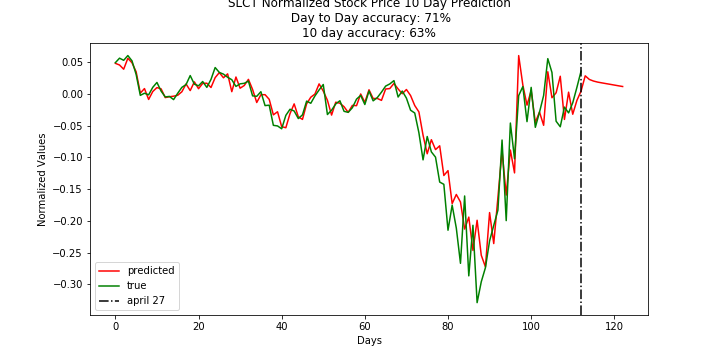 SLCT Normalized Stock Price 10 Day Prediction
Day to Day accuracy: 71%
10 day accuracy: 63%
0.05
0.00
−0.05
−0.10
−0.15
−0.20
−0.25
−0.30
Normalized Values
predicted
true
april 27
0 20 40 60 80 100 120
Days